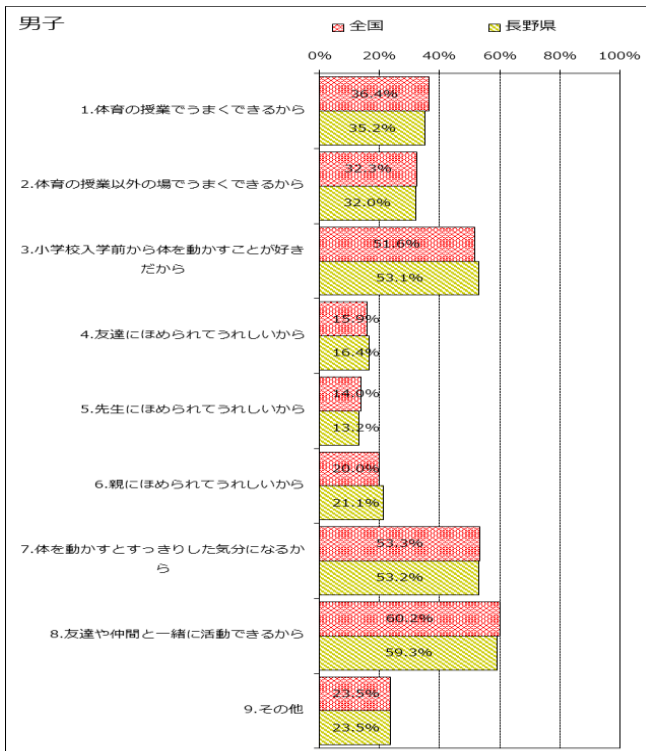 男子
全国 長野県
0% 20% 40% 60% 80% 100%
1.体育の授業でうまくできるから
36.4%
35.2%
2.体育の授業以外の場でうまくできるから
32.3%
32.0%
3.小学校入学前から体を動かすことが好き
だから
51.6%
53.1%
4.友達にほめられてうれしいから
15.9%
16.4%
5.先生にほめられてうれしいから
14.0%
13.2%
6.親にほめられてうれしいから
20.0%
21.1%
7.体を動かすとすっきりした気分になるか
ら
53.3%
53.2%
8.友達や仲間と一緒に活動できるから
60.2%
59.3%
9.その他
23.5%
23.5%